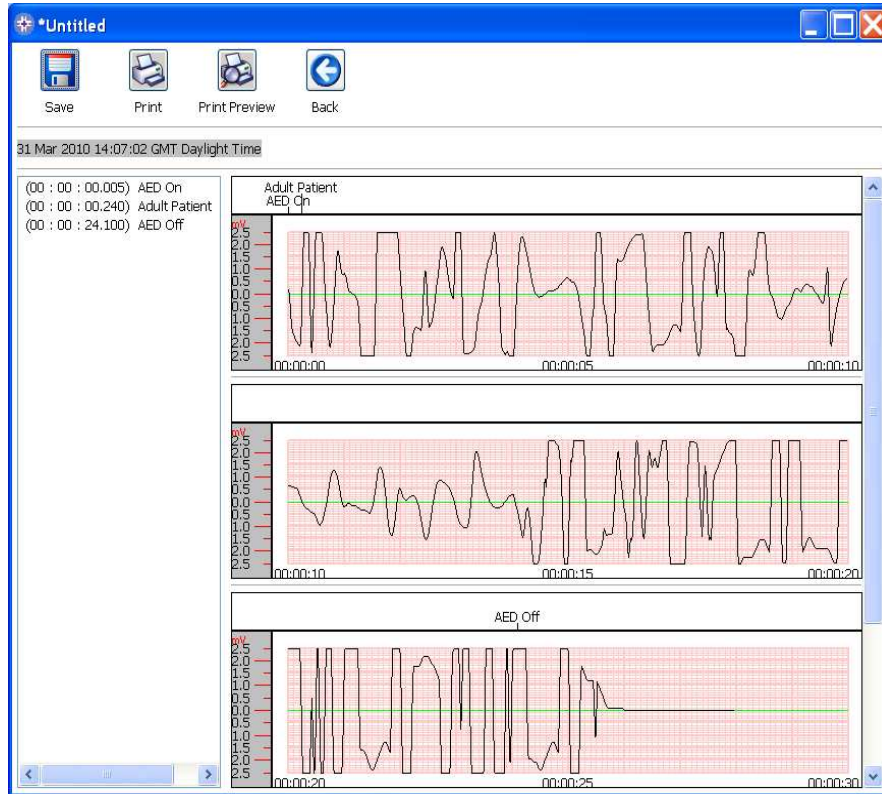 *Untitled
Save Print Print Preview Back
31 Mar 2010 14:07:02 GMT Daylight Time
(00 : 00 : 00.005) AED On
(00 : 00 : 00.240) Adult Patient
(00 : 00 : 24.100) AED Off
Adult Patient
AED On
mV
2.5
2.0
1.5
1.0
0.5
0.0
0.5
1.0
1.5
2.0
2.5
00:00:00 00:00:05 00:00:10
mV
2.5
2.0
1.5
1.0
0.5
0.0
0.5
1.0
1.5
2.0
2.5
00:00:10 00:00:15 00:00:20
AED Off
mV
2.5
2.0
1.5
1.0
0.5
0.0
0.5
1.0
1.5
2.0
2.5
00:00:20 00:00:25 00:00:30